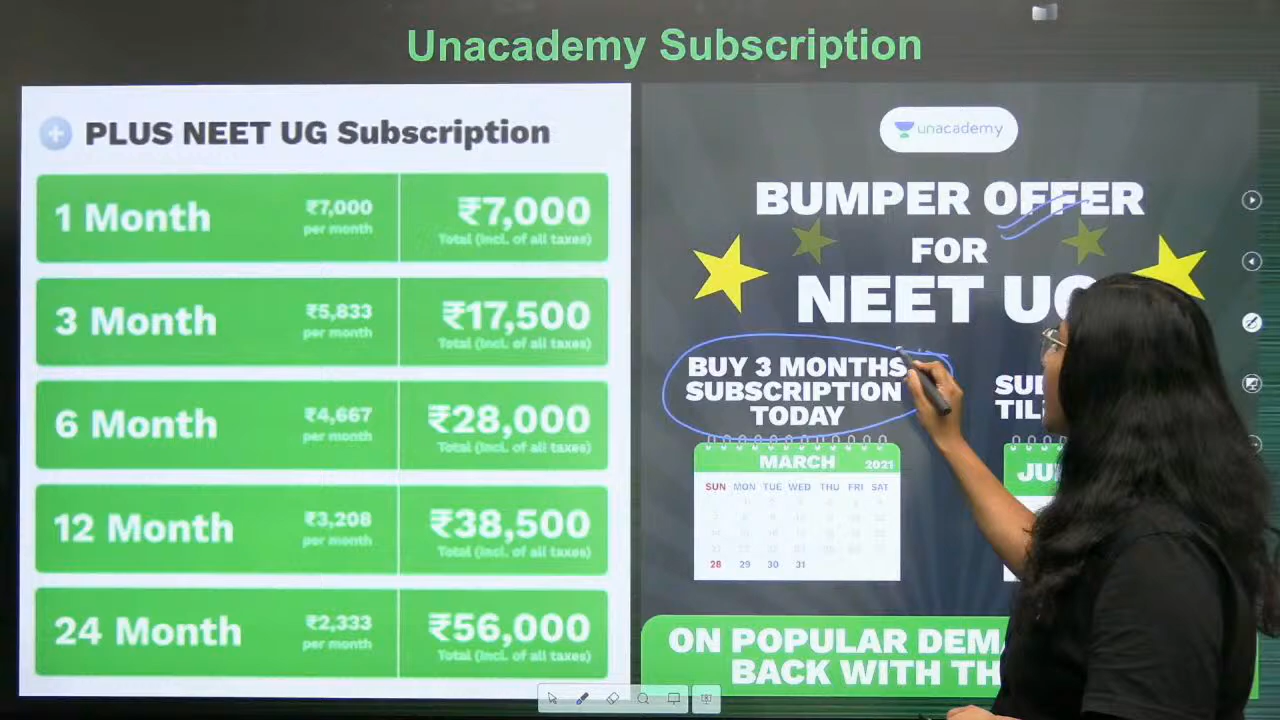 Unacademy Subscription
PLUS NEET UG Subscription
1 Month
₹7,000
per month
₹7,000
Total (Incl. of all taxes)
3 Month
₹5,833
per month
₹17,500
Total (Incl. of all taxes)
6 Month
₹4,667
per month
₹28,000
Total (Incl. of all taxes)
12 Month
₹3,208
per month
₹38,500
Total (Incl. of all taxes)
24 Month
₹2,333
per month
₹56,000
Total (Incl. of all taxes)
unacademy
BUMPER OFFER
FOR
NEET UG
BUY 3 MONTHS
SUBSCRIPTION
TODAY
MARCH 2021
SUN MON TUE WED THU FRI SAT
28 29 30 31
ON POPULAR
BACK WITH